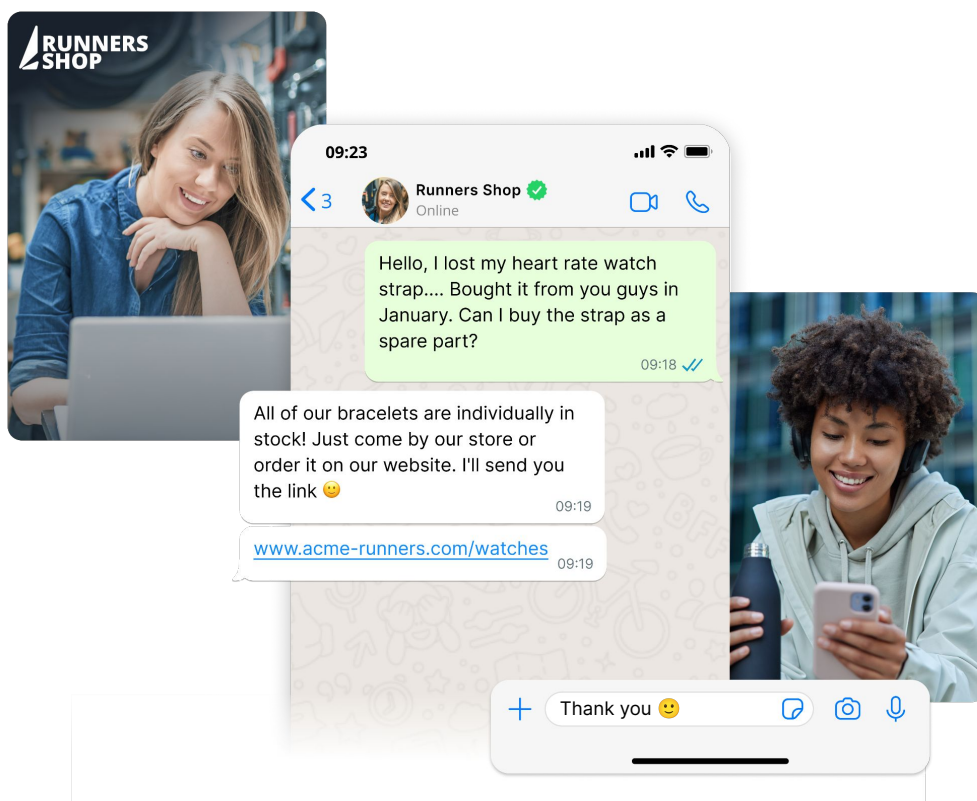 RUNNERS
SHOP
09:23
3
Runners Shop
Online
Hello, I lost my heart rate watch
strap.... Bought it from you guys in
January. Can I buy the strap as a
spare part?
09:18
All of our bracelets are individually in
stock! Just come by our store or
order it on our website. I'll send you
the link 🙂
09:19
www.acme-runners.com/watches
09:19
Thank you 🙂